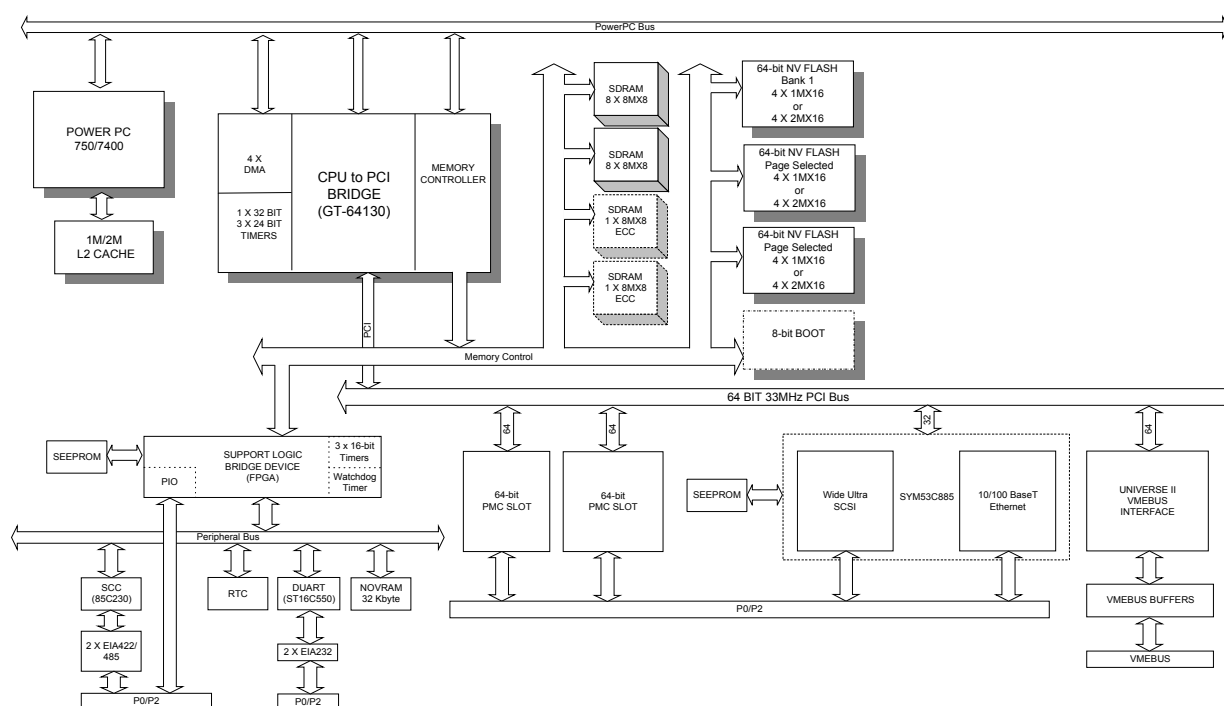 PowerPC Bus
POWER PC
750/7400
1M/2M
L2 CACHE
4 X
DMA
1 X 32 BIT
3 X 24 BIT
TIMERS
CPU to PCI
BRIDGE
(GT-64130)
MEMORY
CONTROLLER
SDRAM
8 X 8MX8
SDRAM
8 X 8MX8
SDRAM
1 X 8MX8
ECC
SDRAM
1 X 8MX8
ECC
64-bit NV FLASH
Bank 1
4 X 1MX16
or
4 X 2MX16
64-bit NV FLASH
Page Selected
4 X 1MX16
or
4 X 2MX16
64-bit NV FLASH
Page Selected
4 X 1MX16
or
4 X 2MX16
8-bit BOOT
PCI
Memory Control
64 BIT 33MHz PCI Bus
SEEPROM
SUPPORT LOGIC
BRIDGE DEVICE
(FPGA)
3 x 16-bit
Timers
PIO
Watchdog
Timer
64
64
32
64
64-bit
PMC SLOT
64-bit
PMC SLOT
SEEPROM
Wide Ultra
SCSI
SYM53C885
10/100 BaseT
Ethernet
UNIVERSE II
VMEBUS
INTERFACE
Peripheral Bus
SCC
(85C230)
RTC
DUART
(ST16C550)
NOVRAM
32 Kbyte
2 X EIA422/
485
2 X EIA232
P0/P2
P0/P2
P0/P2
VMEBUS BUFFERS
VMEBUS